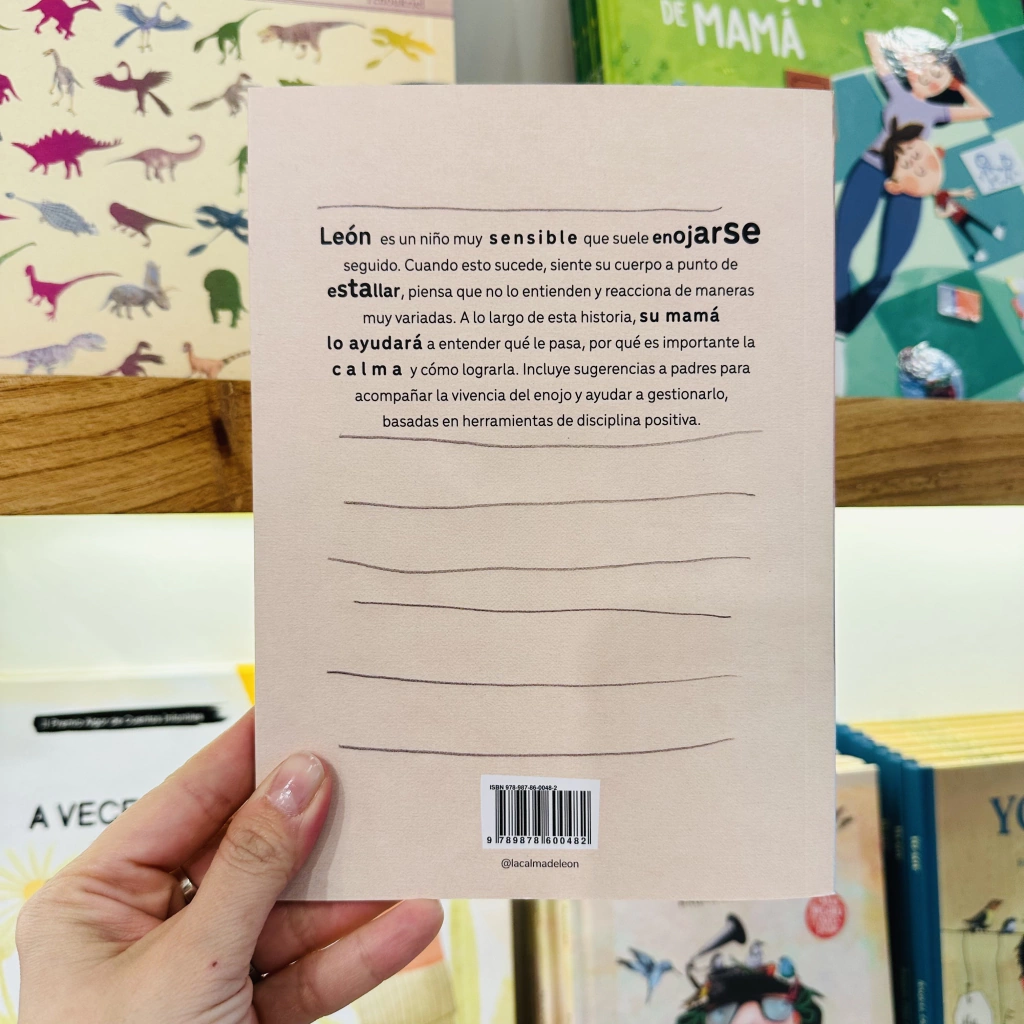 DE MAMÁ
León es un niño muy sensible que suele enojarse
seguido. Cuando esto sucede, siente su cuerpo a punto de
estallar, piensa que no lo entienden y reacciona de maneras
muy variadas. A lo largo de esta historia, su mamá
lo ayudará a entender qué le pasa, por qué es importante la
calma y cómo lograrla. Incluye sugerencias a padres para
acompañar la vivencia del enojo y ayudar a gestionarlo,
basadas en herramientas de disciplina positiva.
A VECE
YO
ISBN 978-987-86-0048-2
9 789878 600482
@lacalmadeleon